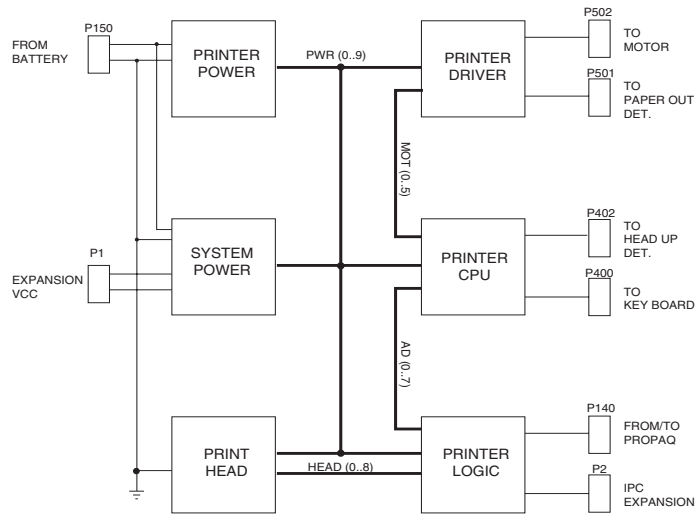 P150
FROM
BATTERY
PRINTER
POWER
PWR (0..9)
PRINTER
DRIVER
P502
TO
MOTOR
P501
TO
PAPER OUT
DET.
MOT (0..5)
P1
EXPANSION
VCC
SYSTEM
POWER
PRINTER
CPU
P402
TO
HEAD UP
DET.
P400
TO
KEY BOARD
AD (0..7)
PRINT
HEAD
HEAD (0..8)
PRINTER
LOGIC
P140
FROM/TO
PROPAQ
P2
IPC
EXPANSION